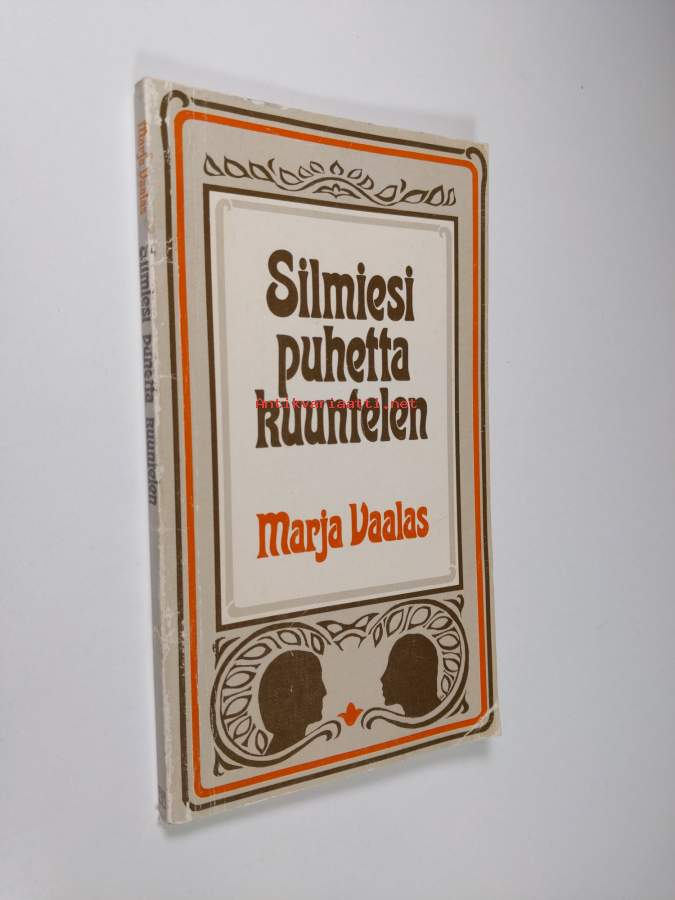 Silmiesi
puhetta
kuuntelen
Marja Vaalas
Marja Vaalas
Silmiesi puhetta kuuntelen
Antikvariaatti.net